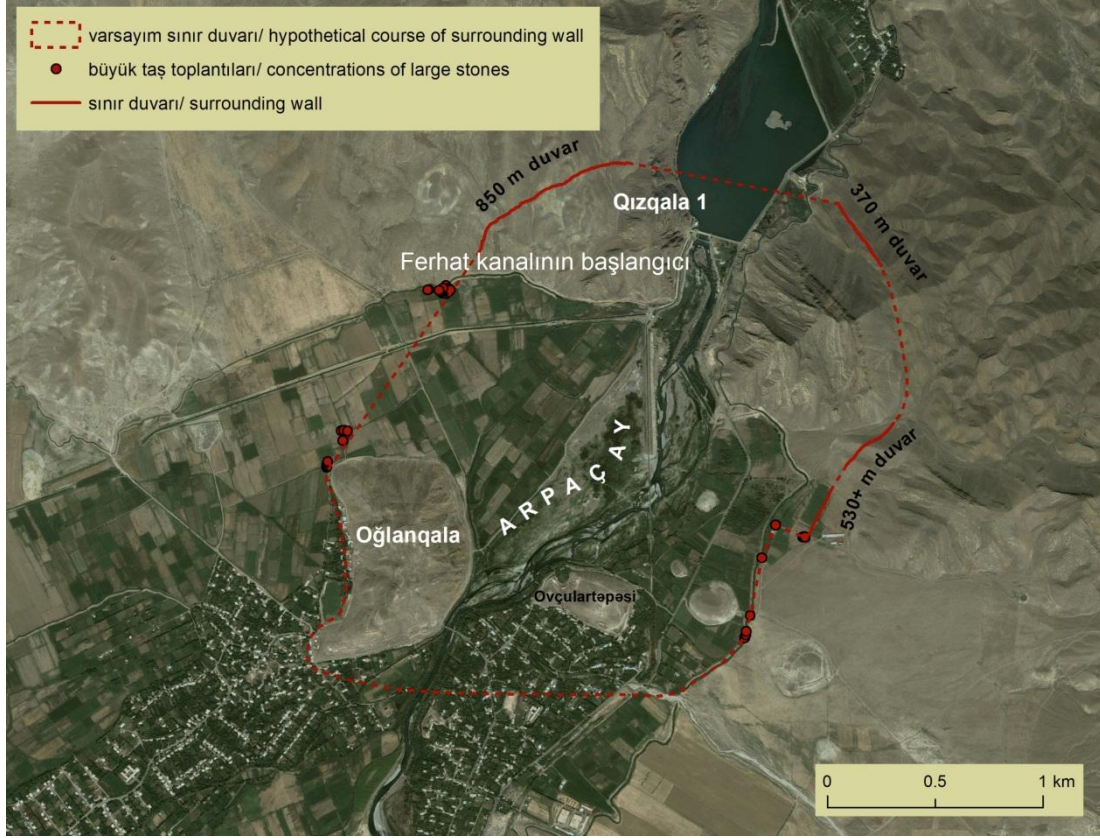 varsayım sınır duvarı/ hypothetical course of surrounding wall
büyük taş toplantıları/ concentrations of large stones
sınır duvarı/ surrounding wall
850 m duvar
Qızqala 1
370 m duvar
Ferhat kanalının başlangıcı
ARPAÇAY
530+ m duvar
Oğlanqala
Ovçulartəpəsi
0 0.5 1 km